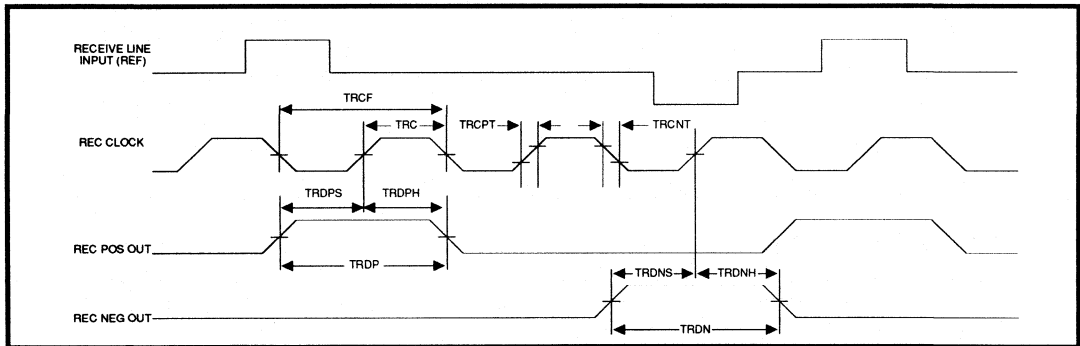 RECEIVE LINE
INPUT (REF)
TRCF
TRC
TRCPT
TRCNT
REC CLOCK
TRDPS
TRDPH
REC POS OUT
TRDP
TRDNS
TRDNH
REC NEG OUT
TRDN